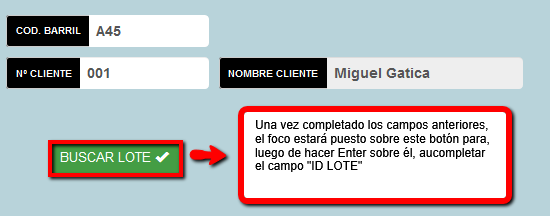 COD. BARRIL A45
Nº CLIENTE 001 NOMBRE CLIENTE Miguel Gatica
Una vez completado los campos anteriores,
el foco estará puesto sobre este botón para,
luego de hacer Enter sobre él, aucompletar
el campo "ID LOTE"
BUSCAR LOTE